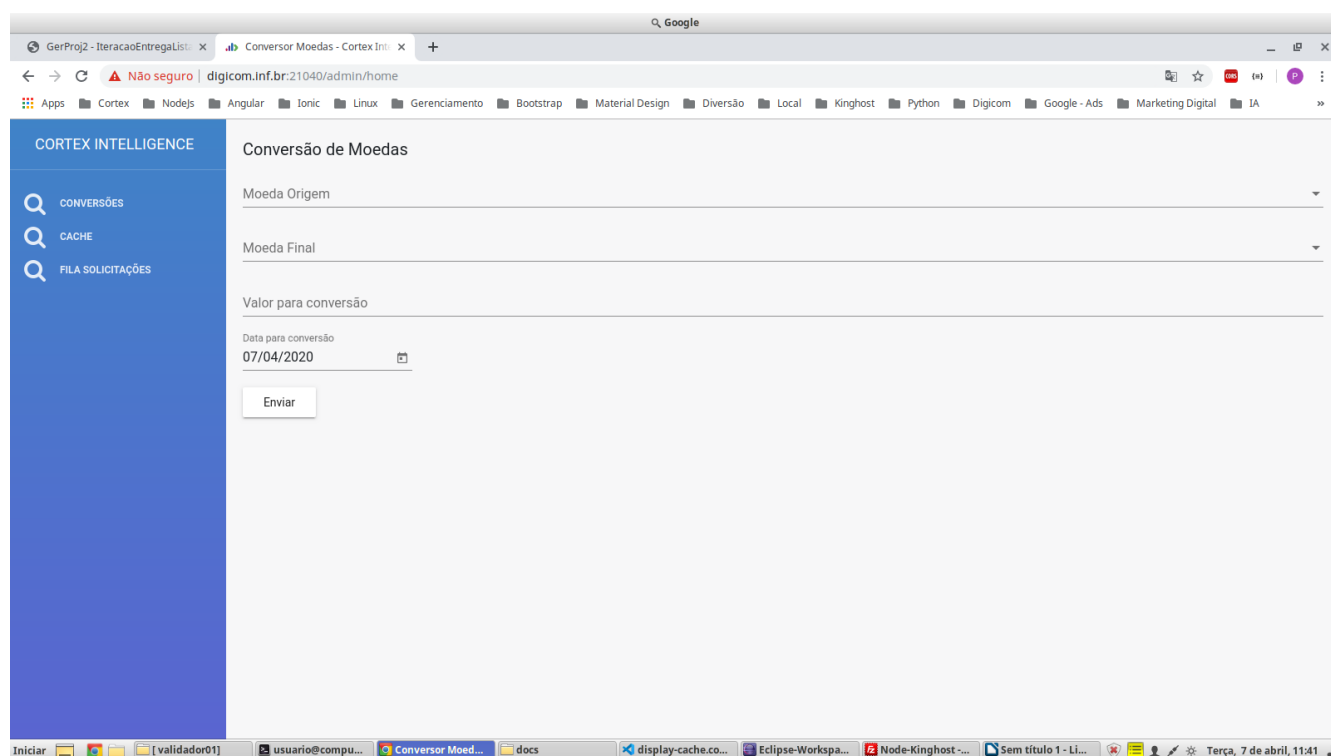 Google
GerProj2 - IteracaoEntregaLista
Conversor Moedas - Cortex Inte
Não seguro | digicom.inf.br:21040/admin/home
Apps Cortex NodeJs Angular Ionic Linux Gerenciamento Bootstrap Material Design Diversão Local Kinghost Python Digicom Google - Ads Marketing Digital IA »
CORTEX INTELLIGENCE
CONVERSÕES
CACHE
FILA SOLICITAÇÕES
Conversão de Moedas
Moeda Origem
Moeda Final
Valor para conversão
Data para conversão
07/04/2020
Enviar
Iniciar [ validador01] usuario@compu... Conversor Moed... docs display-cache.co... Eclipse-Workspa... Node-Kinghost -... Sem título 1 - Li... Terça, 7 de abril, 11:41